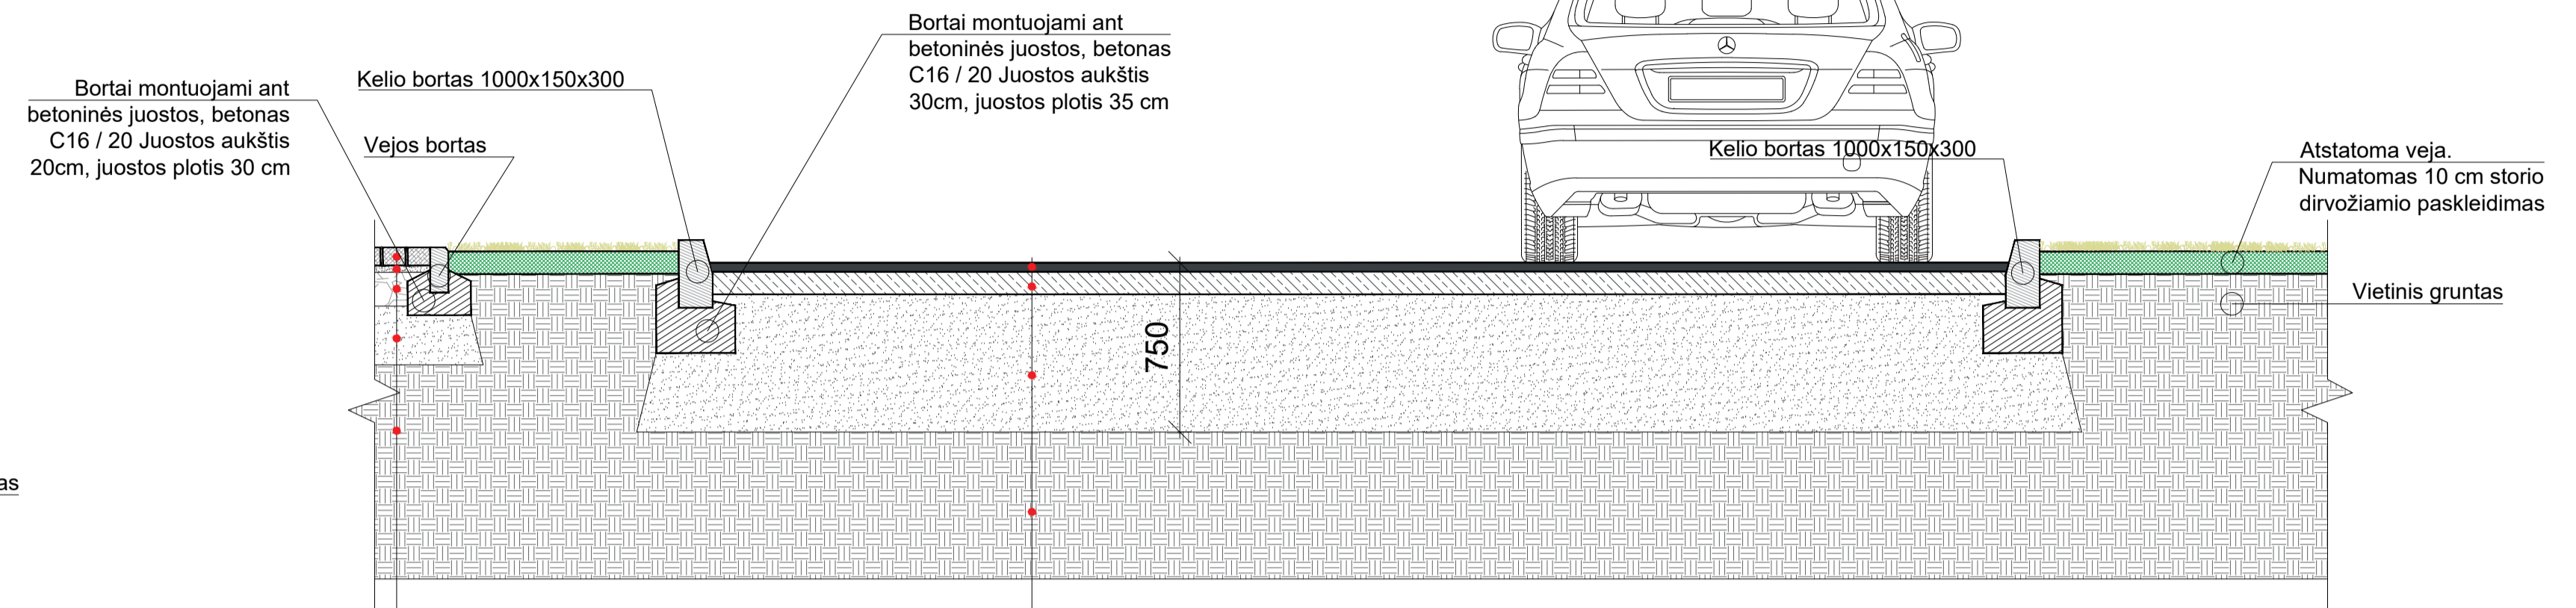 Bortai montuojami ant
betoninės juostos, betonas
C16 / 20 Juostos aukštis
20cm, juostos plotis 30 cm
Kelio bortas 1000x150x300
Vejos bortas
Bortai montuojami ant
betoninės juostos, betonas
C16 / 20 Juostos aukštis
30cm, juostos plotis 35 cm
Kelio bortas 1000x150x300
Atstatoma veja.
Numatomas 10 cm storio
dirvožiamio paskleidimas
Vietinis gruntas
750
as